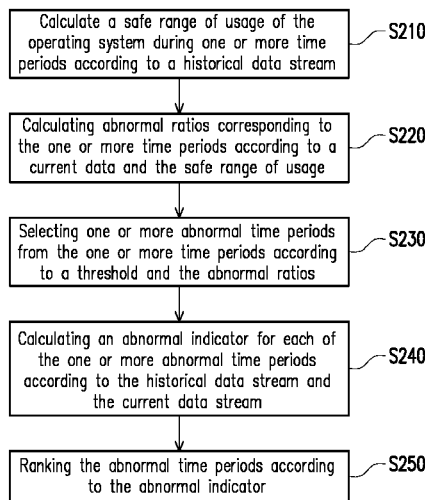 Calculate a safe range of usage of the
operating system during one or more time
periods according to a historical data stream
S210
Calculating abnormal ratios corresponding to
the one or more time periods according to a
current data and the safe range of usage
S220
Selecting one or more abnormal time periods
from the one or more time periods according
to a threshold and the abnormal ratios
S230
Calculating an abnormal indicator for each of
the one or more abnormal time periods
according to the historical data stream and
the current data stream
S240
Ranking the abnormal time periods according
to the abnormal indicator
S250